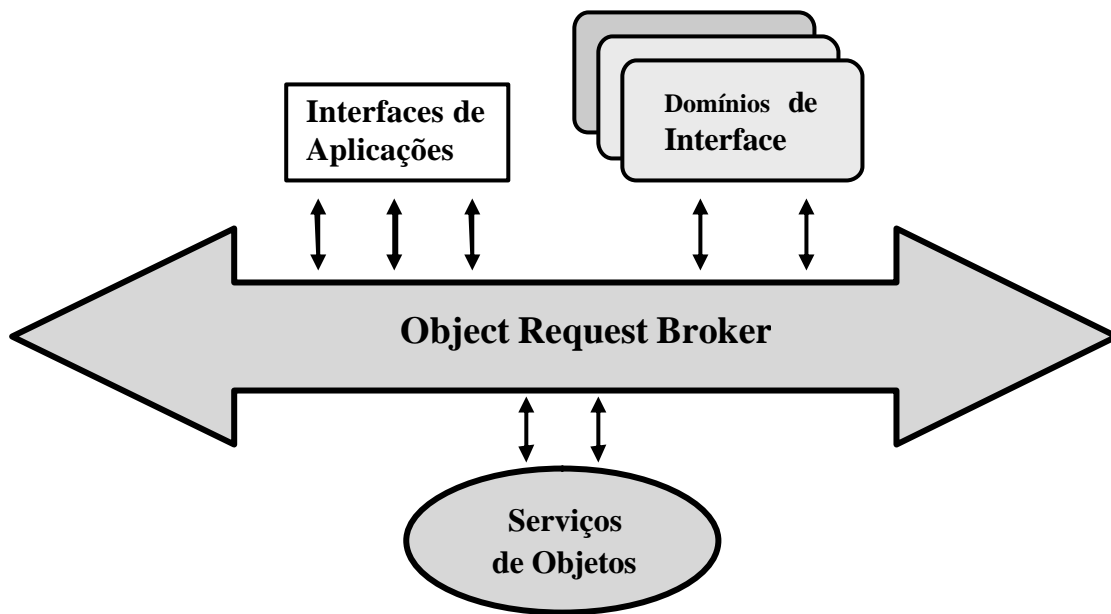 Interfaces de
Aplicações
Domínios de
Interface
Object Request Broker
Serviços
de Objetos